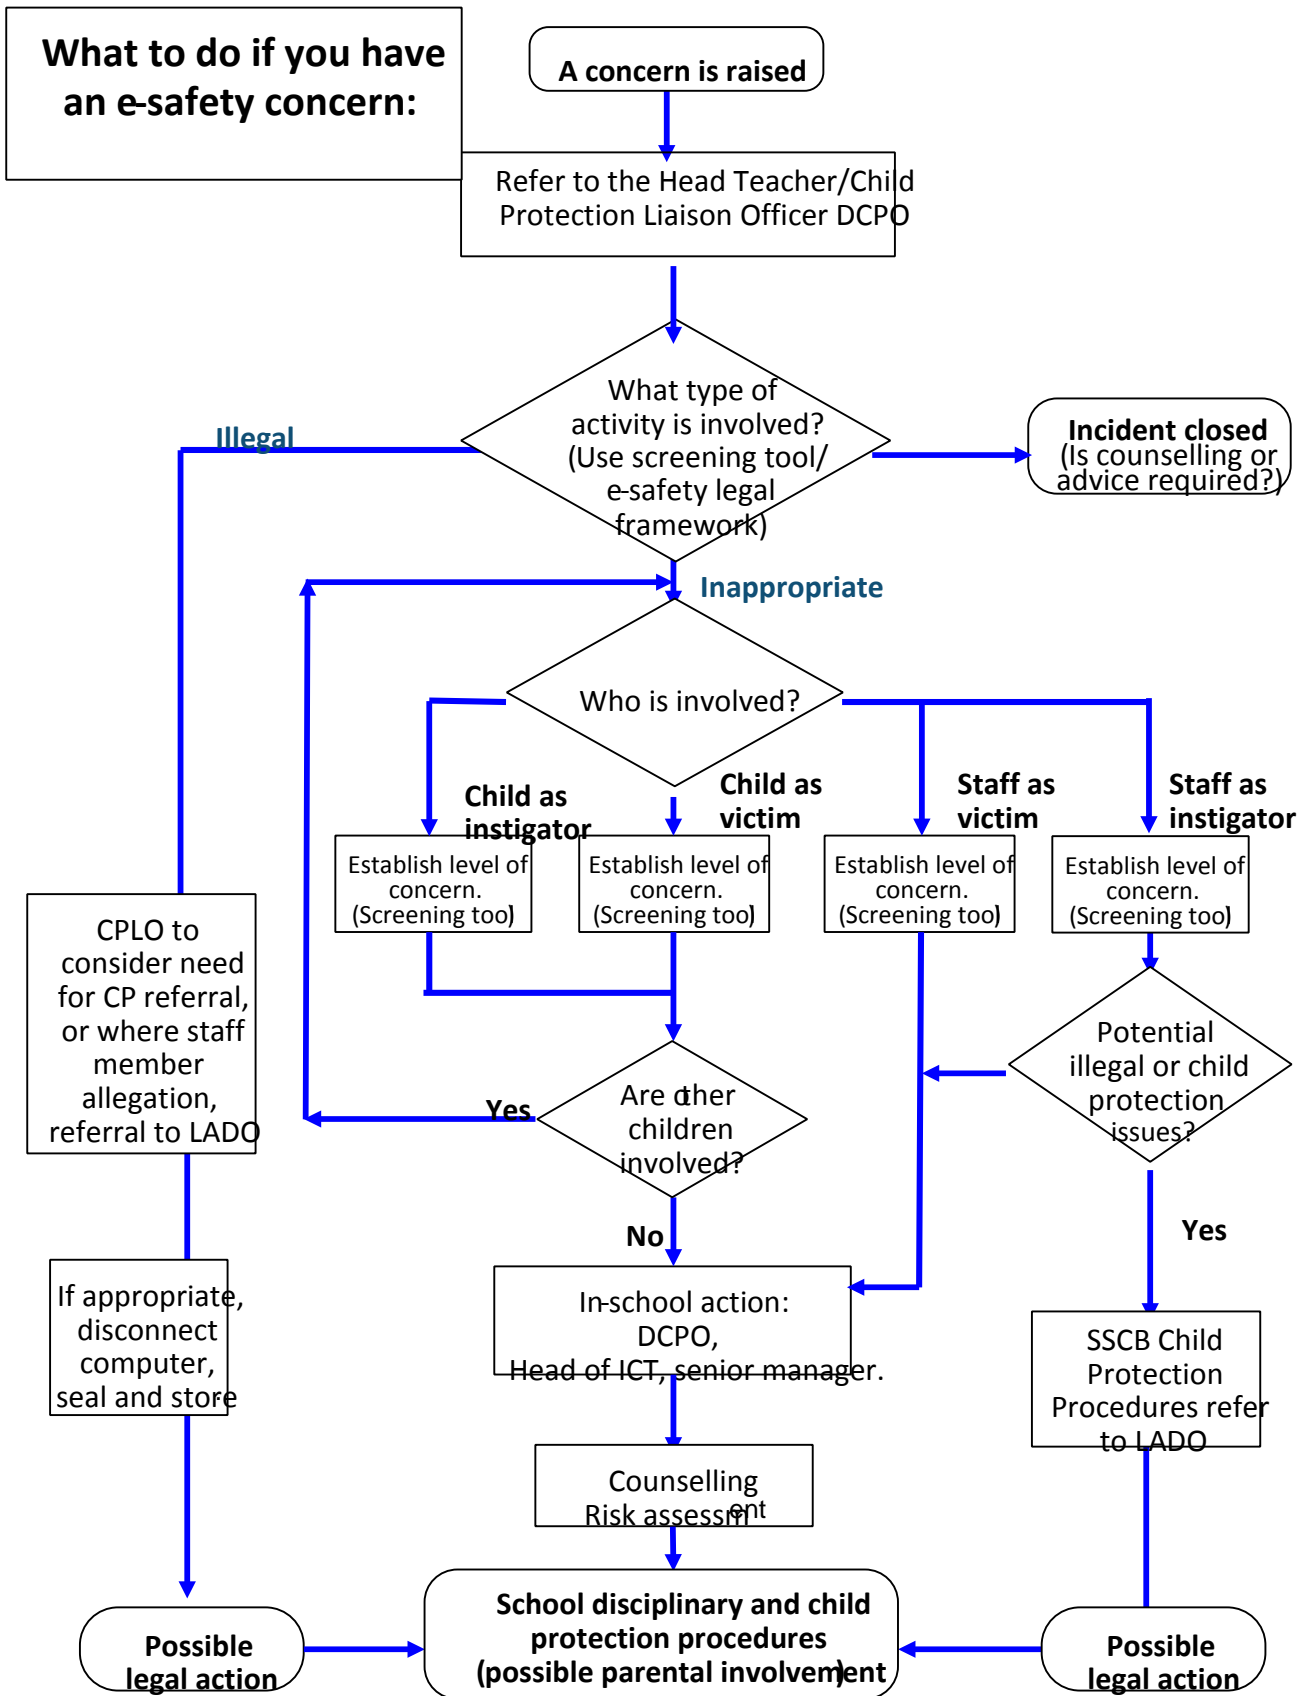 What to do if you have
an e-safety concern:
A concern is raised
Refer to the Head Teacher/Child
Protection Liaison Officer DCPO
What type of
activity is involved?
(Use screening tool/
e-safety legal
framework)
Illegal
Incident closed
(Is counselling or
advice required?)
Inappropriate
Who is involved?
Child as
instigator
Child as
victim
Staff as
victim
Staff as
instigator
Establish level of
concern.
(Screening tool)
Establish level of
concern.
(Screening tool)
Establish level of
concern.
(Screening tool)
Establish level of
concern.
(Screening tool)
CPLO to
consider need
for CP referral,
or where staff
member
allegation,
referral to LADO
Potential
illegal or child
protection
issues?
Yes
Are other
children
involved?
No
Yes
If appropriate,
disconnect
computer,
seal and store.
In-school action:
DCPO,
Head of ICT, senior manager.
SSCB Child
Protection
Procedures refer
to LADO
Counselling
Risk assessment
Possible
legal action
School disciplinary and child
protection procedures
(possible parental involvement)
Possible
legal action